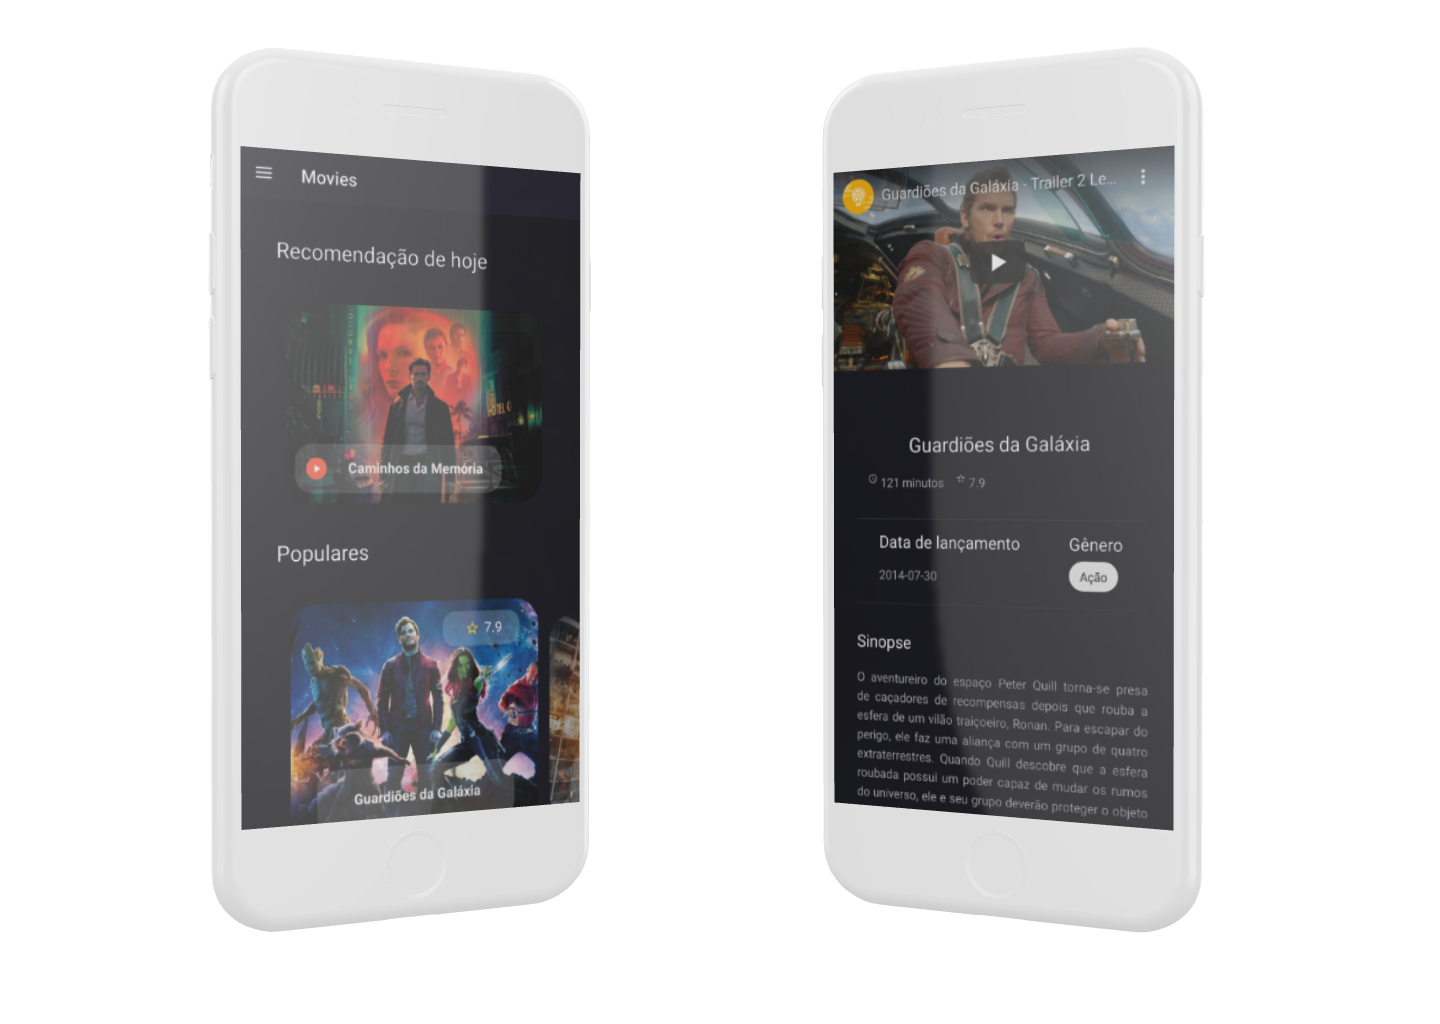 Movies
Recomendação de hoje
HOTEL
Caminhos da Memória
Populares
7.9
Guardiões da Galáxia
Guardiões da Galáxia - Trailer 2 Le...
Guardiões da Galáxia
121 minutos 7.9
Data de lançamento Gênero
2014-07-30 Ação
Sinopse
O aventureiro do espaço Peter Quill torna-se presa
de caçadores de recompensas depois que rouba a
esfera de um vilão traiçoeiro, Ronan. Para escapar do
perigo, ele faz uma aliança com um grupo de quatro
extraterrestres. Quando Quill descobre que a esfera
roubada possui um poder capaz de mudar os rumos
do universo, ele e seu grupo deverão proteger o objeto